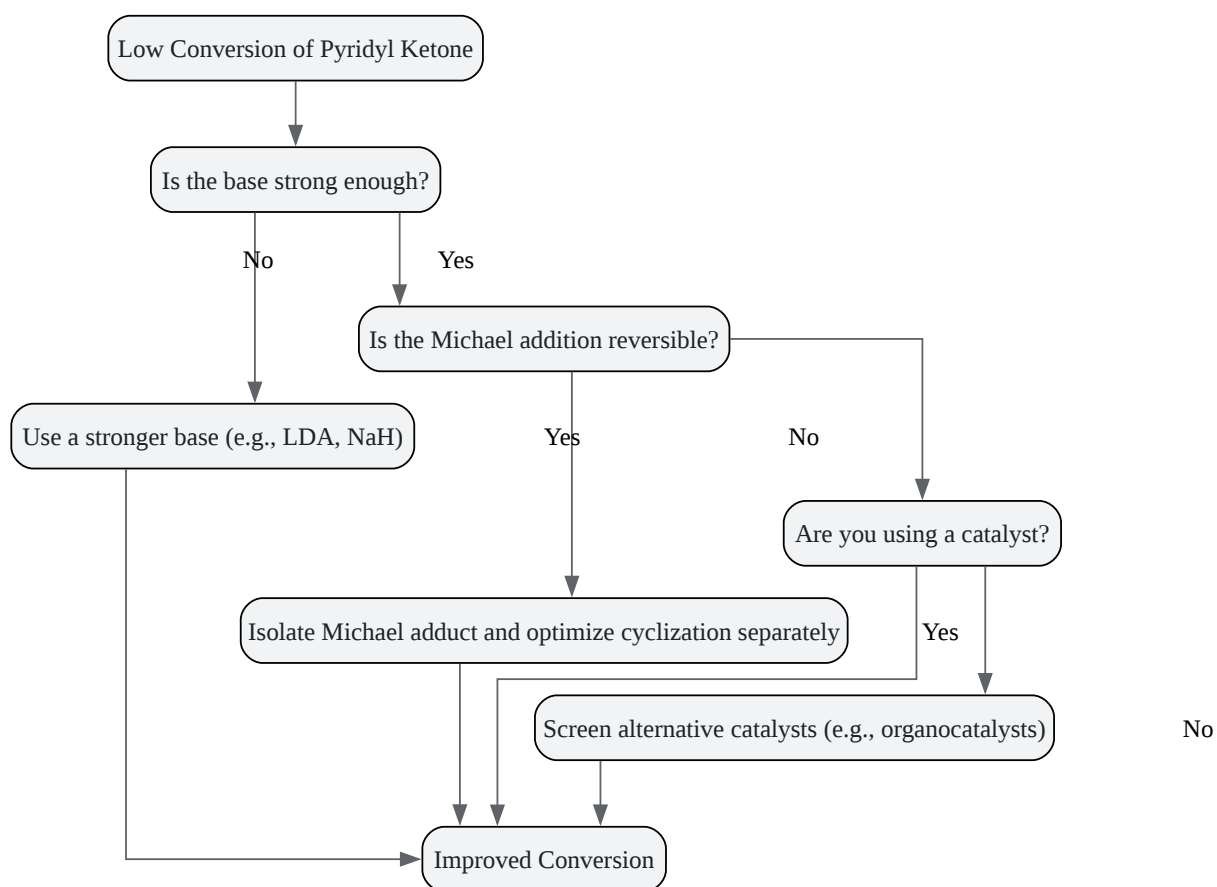 Low Conversion of Pyridyl Ketone
Is the base strong enough?
No
Yes
Is the Michael addition reversible?
Use a stronger base (e.g., LDA, NaH)
Yes
No
Are you using a catalyst?
Isolate Michael adduct and optimize cyclization separately
Yes
Screen alternative catalysts (e.g., organocatalysts)
No
Improved Conversion